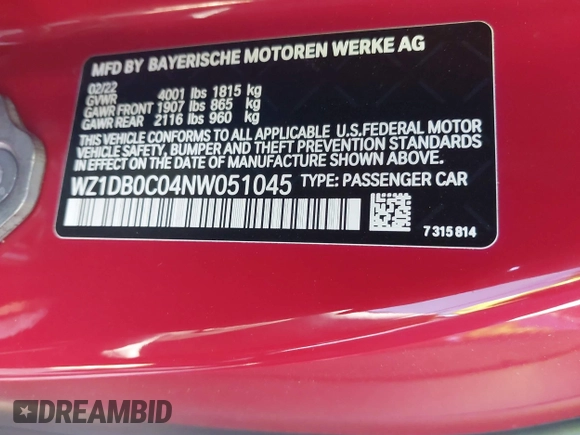 MFD BY BAYERISCHE MOTOREN WERKE AG
02/22
GVWR 4001 lbs 1815 kg
GAWR FRONT 1907 lbs 865 kg
GAWR REAR 2116 lbs 960 kg
THIS VEHICLE CONFORMS TO ALL APPLICABLE U.S.FEDERAL MOTOR
VEHICLE SAFETY, BUMPER AND THEFT PREVENTION STANDARDS
IN EFFECT ON THE DATE OF MANUFACTURE SHOWN ABOVE.
WZ1DB0C04NW051045 TYPE: PASSENGER CAR
7 315 814
DREAMBID